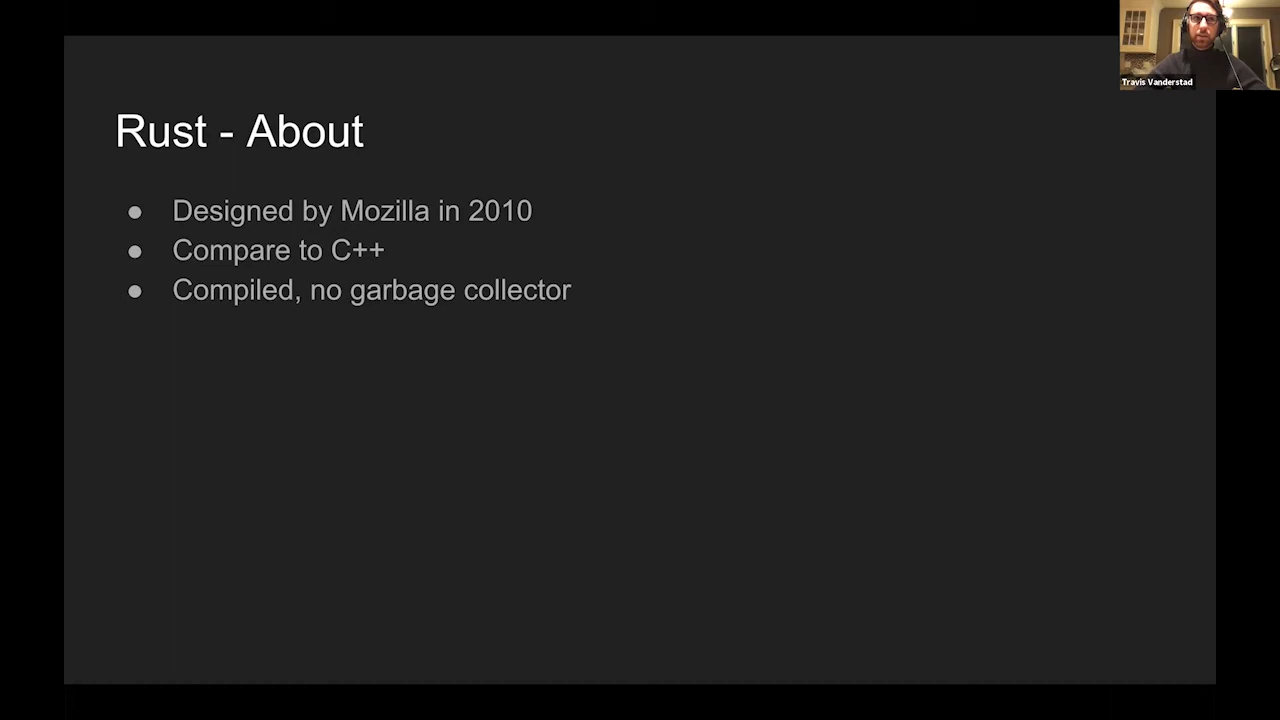 Travis Vanderstad
Rust - About
● Designed by Mozilla in 2010
● Compare to C++
● Compiled, no garbage collector